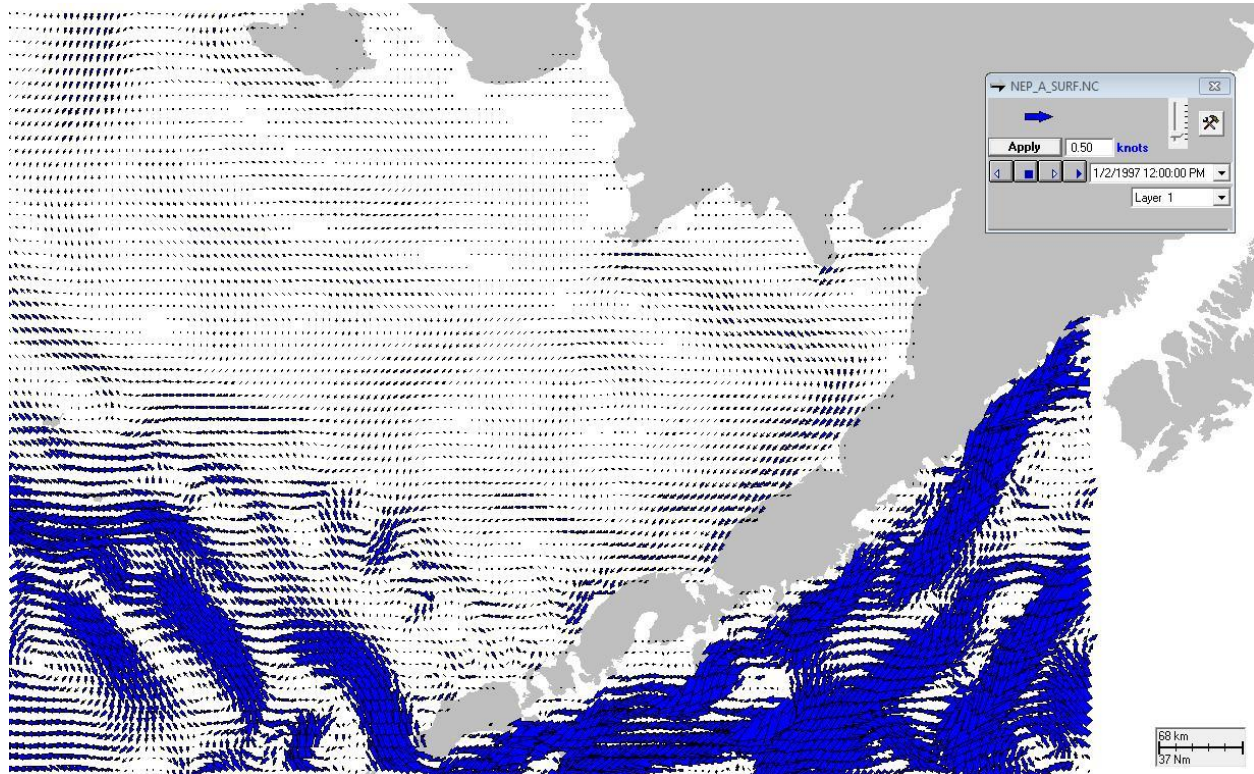 NEP_A_SURF.NC
Apply 0.50 knots
1/2/1997 12:00:00 PM
Layer 1
68 km
37 Nm